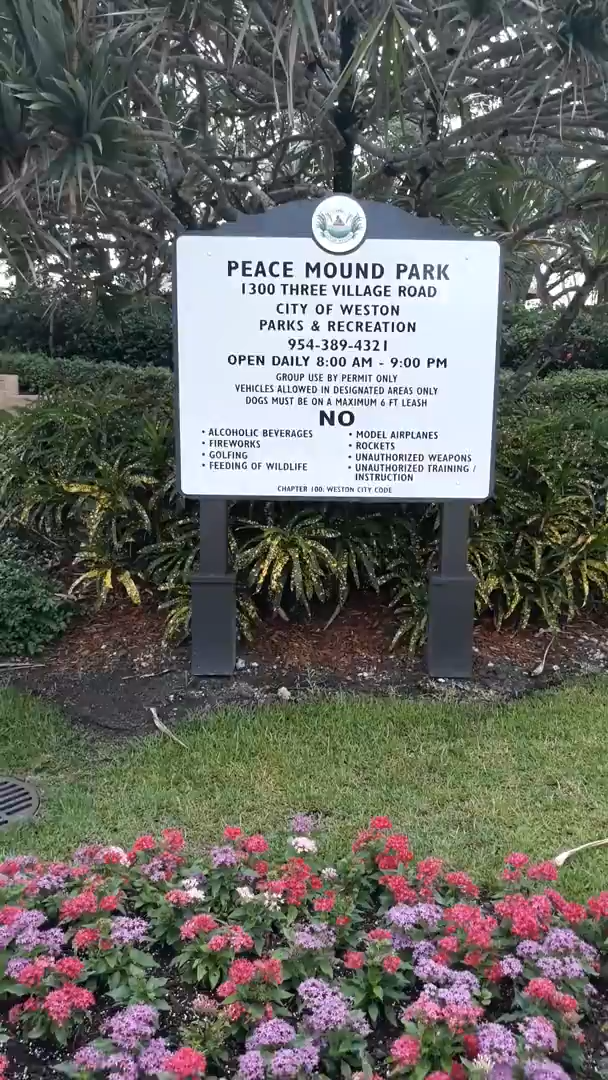 PEACE MOUND PARK
1300 THREE VILLAGE ROAD
CITY OF WESTON
PARKS & RECREATION
954-389-4321
OPEN DAILY 8:00 AM - 9:00 PM
GROUP USE BY PERMIT ONLY
VEHICLES ALLOWED IN DESIGNATED AREAS ONLY
DOGS MUST BE ON A MAXIMUM 6 FT LEASH
NO
• ALCOHOLIC BEVERAGES
• FIREWORKS
• GOLFING
• FEEDING OF WILDLIFE
• MODEL AIRPLANES
• ROCKETS
• UNAUTHORIZED WEAPONS
• UNAUTHORIZED TRAINING /
INSTRUCTION
CHAPTER 100: WESTON CITY CODE